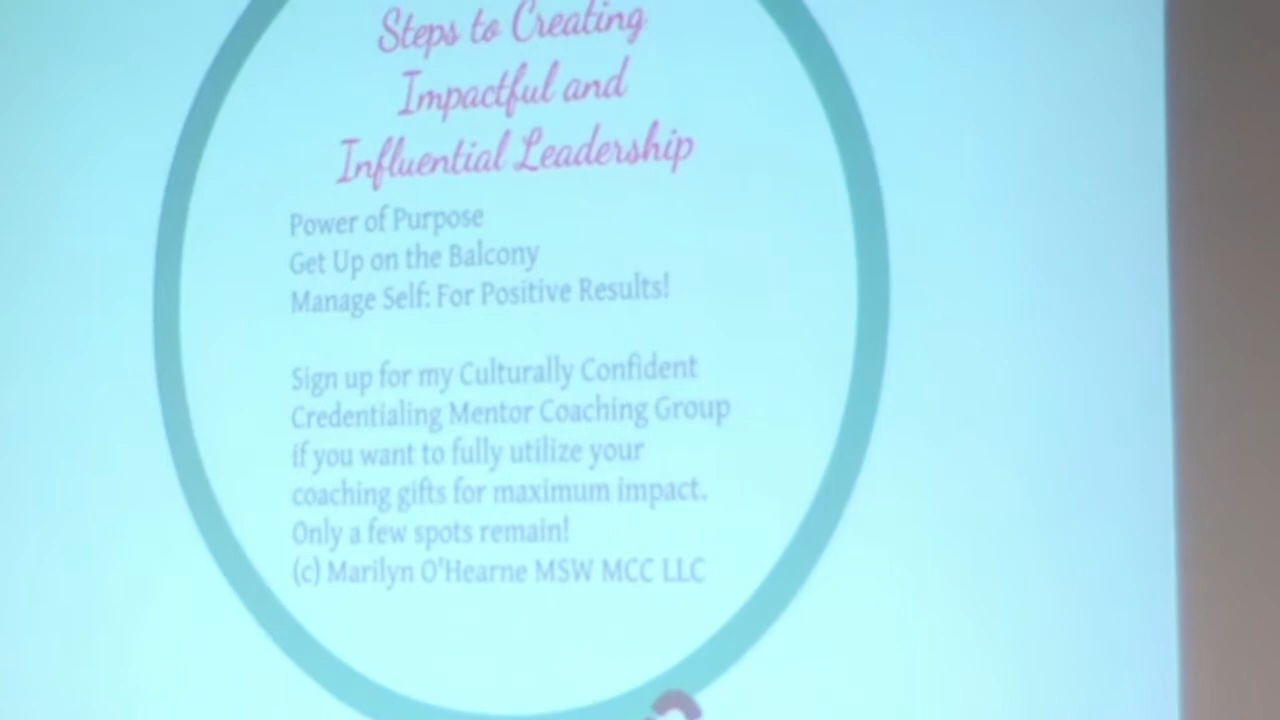 Steps to Creating
Impactful and
Influential Leadership
Power of Purpose
Get Up on the Balcony
Manage Self: For Positive Results!
Sign up for my Culturally Confident
Credentialing Mentor Coaching Group
if you want to fully utilize your
coaching gifts for maximum impact.
Only a few spots remain!
(c) Marilyn O'Hearne MSW MCC LLC